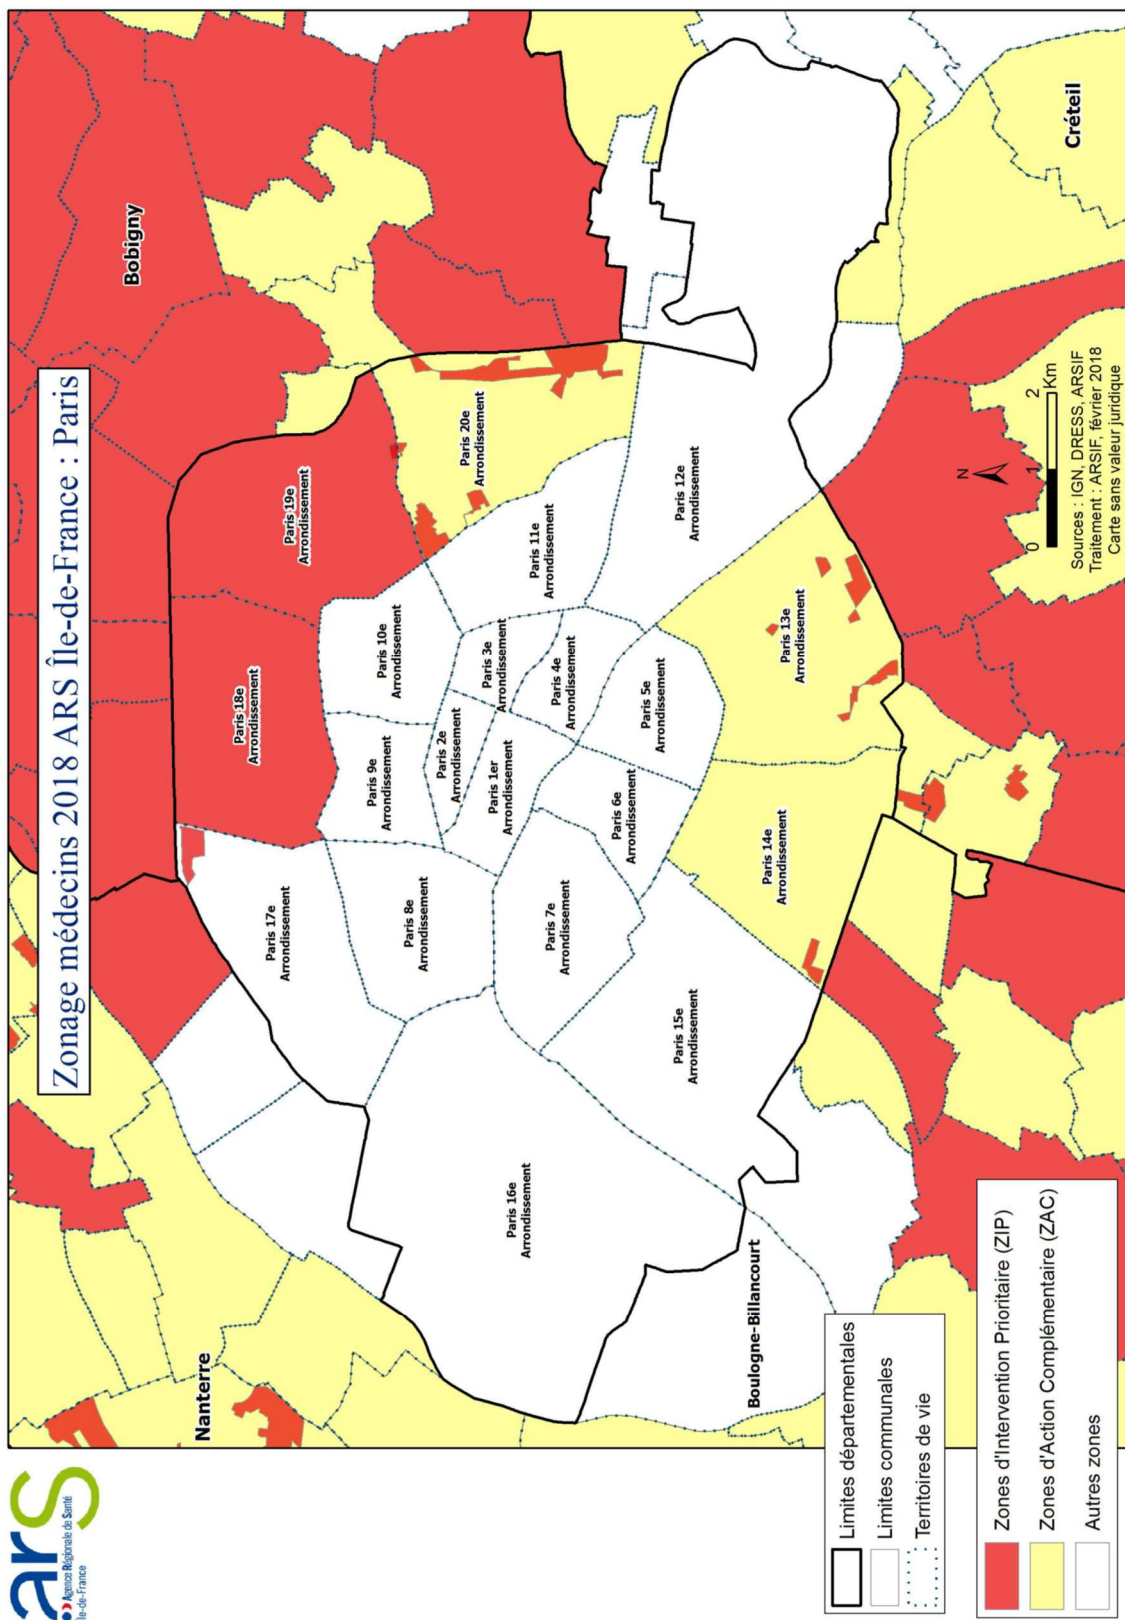 Zonage médecins 2018 ARS Île-de-France : Paris
ars
Agence Régionale de Santé
Île-de-France
Nanterre
Bobigny
Paris 18e
Arrondissement
Paris 19e
Arrondissement
Paris 17e
Arrondissement
Paris 9e
Arrondissement
Paris 10e
Arrondissement
Paris 8e
Arrondissement
Paris 2e
Arrondissement
Paris 20e
Arrondissement
Paris 1er
Arrondissement
Paris 3e
Arrondissement
Paris 16e
Arrondissement
Paris 7e
Arrondissement
Paris 4e
Arrondissement
Paris 11e
Arrondissement
Paris 6e
Arrondissement
Paris 5e
Arrondissement
Paris 15e
Arrondissement
Paris 12e
Arrondissement
Paris 14e
Arrondissement
Paris 13e
Arrondissement
Boulogne-Billancourt
Créteil
Limites départementales
Limites communales
Territoires de vie
Zones d'Intervention Prioritaire (ZIP)
Zones d'Action Complémentaire (ZAC)
Autres zones
N
0 1 2
Km
Sources : IGN, DRESS, ARSIF
Traitement : ARSIF, février 2018
Carte sans valeur juridique